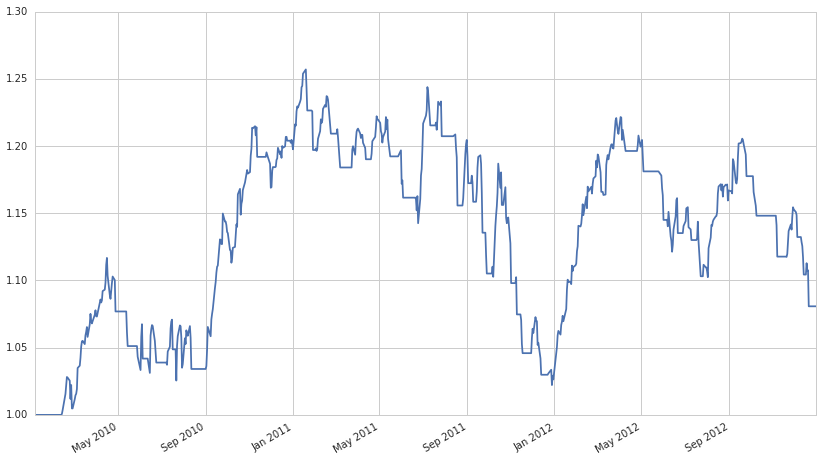 1.30
1.25
1.20
1.15
1.10
1.05
1.00
May 2010
Sep 2010
Jan 2011
May 2011
Sep 2011
Jan 2012
May 2012
Sep 2012